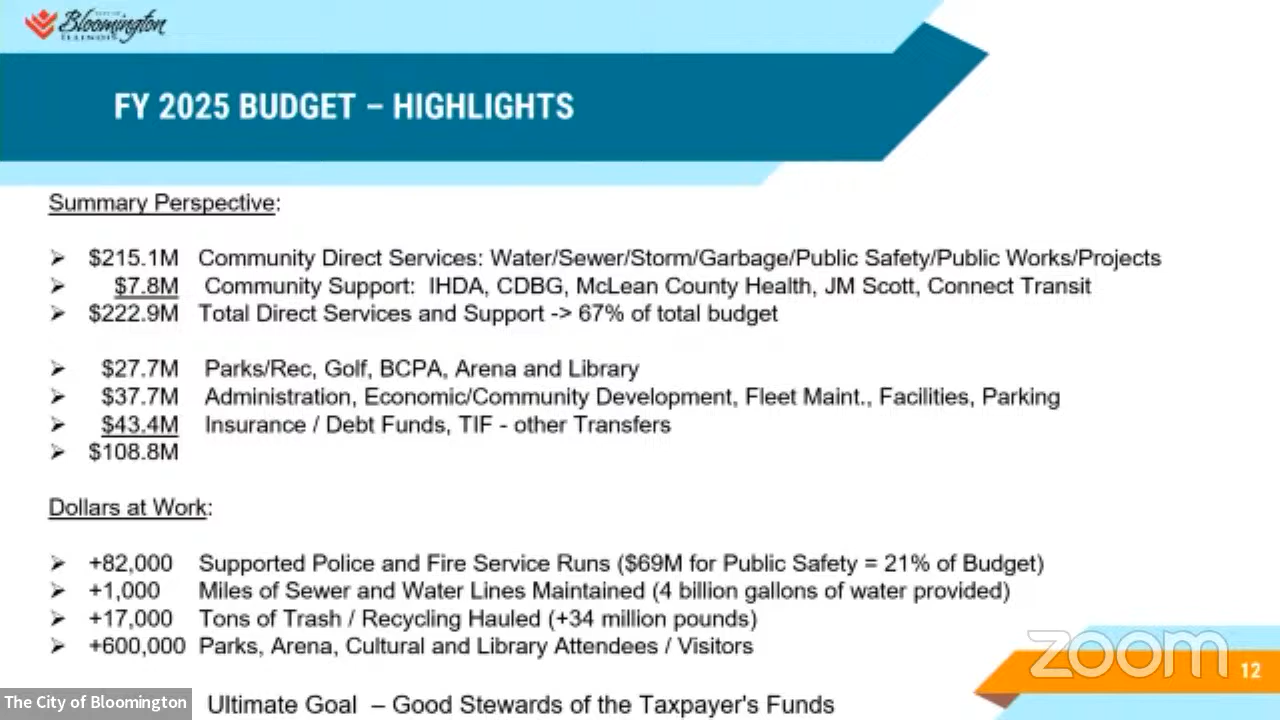 Bloomington
ILLINOIS
FY 2025 BUDGET – HIGHLIGHTS
Summary Perspective:
➢ $215.1M Community Direct Services: Water/Sewer/Storm/Garbage/Public Safety/Public Works/Projects
➢ $7.8M Community Support: IHDA, CDBG, McLean County Health, JM Scott, Connect Transit
➢ $222.9M Total Direct Services and Support -> 67% of total budget
➢ $27.7M Parks/Rec, Golf, BCPA, Arena and Library
➢ $37.7M Administration, Economic/Community Development, Fleet Maint., Facilities, Parking
➢ $43.4M Insurance / Debt Funds, TIF - other Transfers
➢ $108.8M
Dollars at Work:
➢ +82,000 Supported Police and Fire Service Runs ($69M for Public Safety = 21% of Budget)
➢ +1,000 Miles of Sewer and Water Lines Maintained (4 billion gallons of water provided)
➢ +17,000 Tons of Trash / Recycling Hauled (+34 million pounds)
➢ +600,000 Parks, Arena, Cultural and Library Attendees / Visitors
zoom
12
The City of Bloomington
Ultimate Goal – Good Stewards of the Taxpayer's Funds